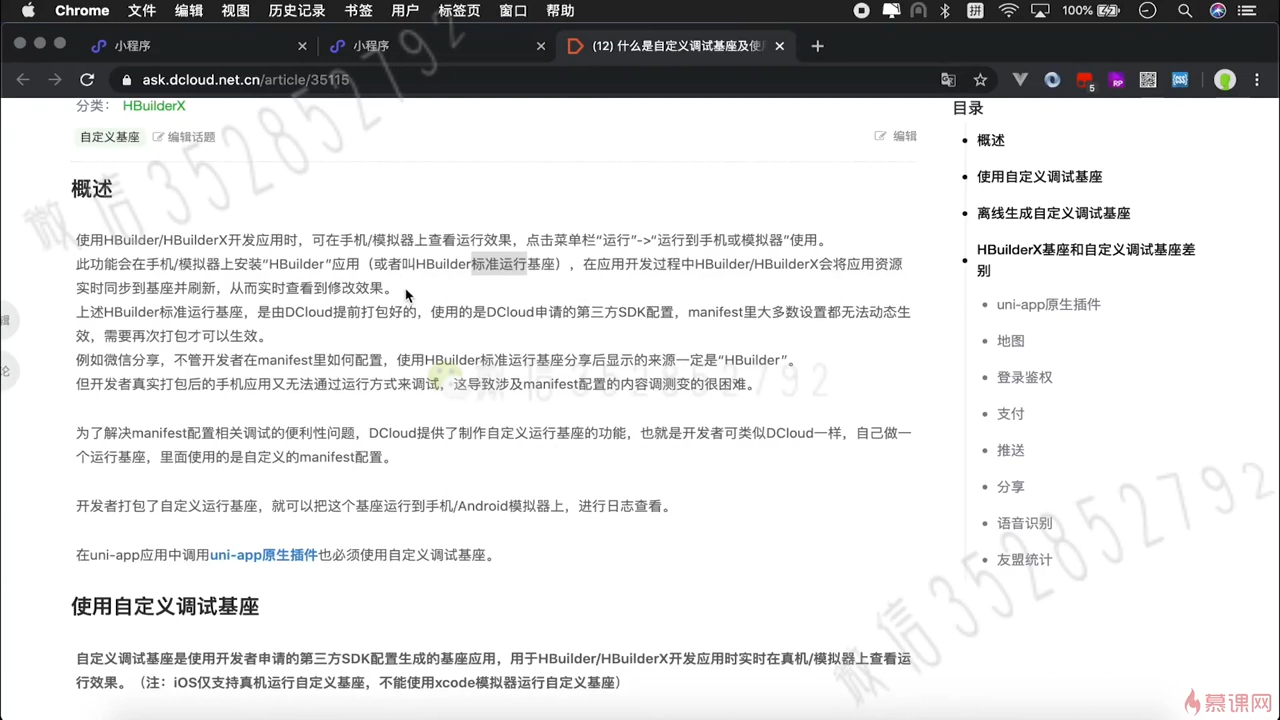 Chrome 文件 编辑 视图 历史记录 书签 用户 标签页 窗口 帮助
100%
小程序
小程序
(12) 什么是自定义调试基座及使
ask.dcloud.net.cn/article/35115
分类： HBuilderX
自定义基座 编辑话题
编辑
概述
使用HBuilder/HBuilderX开发应用时，可在手机/模拟器上查看运行效果，点击菜单栏“运行”->“运行到手机或模拟器”使用。
此功能会在手机/模拟器上安装“HBuilder”应用（或者叫HBuilder标准运行基座），在应用开发过程中HBuilder/HBuilderX会将应用资源
实时同步到基座并刷新，从而实时查看到修改效果。
上述HBuilder标准运行基座，是由DCloud提前打包好的，使用的是DCloud申请的第三方SDK配置，manifest里大多数设置都无法动态生
效，需要再次打包才可以生效。
例如微信分享，不管开发者在manifest里如何配置，使用HBuilder标准运行基座分享后显示的来源一定是“HBuilder”。
但开发者真实打包后的手机应用又无法通过运行方式来调试，这导致涉及manifest配置的内容调测变的很困难。
为了解决manifest配置相关调试的便利性问题，DCloud提供了制作自定义运行基座的功能，也就是开发者可类似DCloud一样，自己做一
个运行基座，里面使用的是自定义的manifest配置。
开发者打包了自定义运行基座，就可以把这个基座运行到手机/Android模拟器上，进行日志查看。
在uni-app应用中调用uni-app原生插件也必须使用自定义调试基座。
使用自定义调试基座
自定义调试基座是使用开发者申请的第三方SDK配置生成的基座应用，用于HBuilder/HBuilderX开发应用时实时在真机/模拟器上查看运
行效果。（注：iOS仅支持真机运行自定义基座，不能使用xcode模拟器运行自定义基座）
目录
概述
使用自定义调试基座
离线生成自定义调试基座
HBuilderX基座和自定义调试基座差
别
uni-app原生插件
地图
登录鉴权
支付
推送
分享
语音识别
友盟统计
微信352852792
微信352852792
微信352852792
慕课网